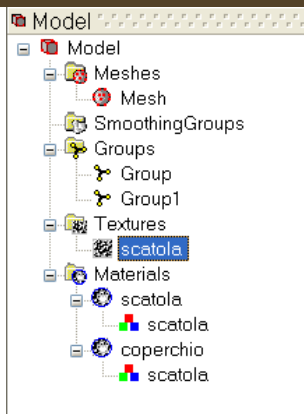 Model
Model
Meshes
Mesh
SmoothingGroups
Groups
Group
Group1
Textures
scatola
Materials
scatola
scatola
coperchio
scatola